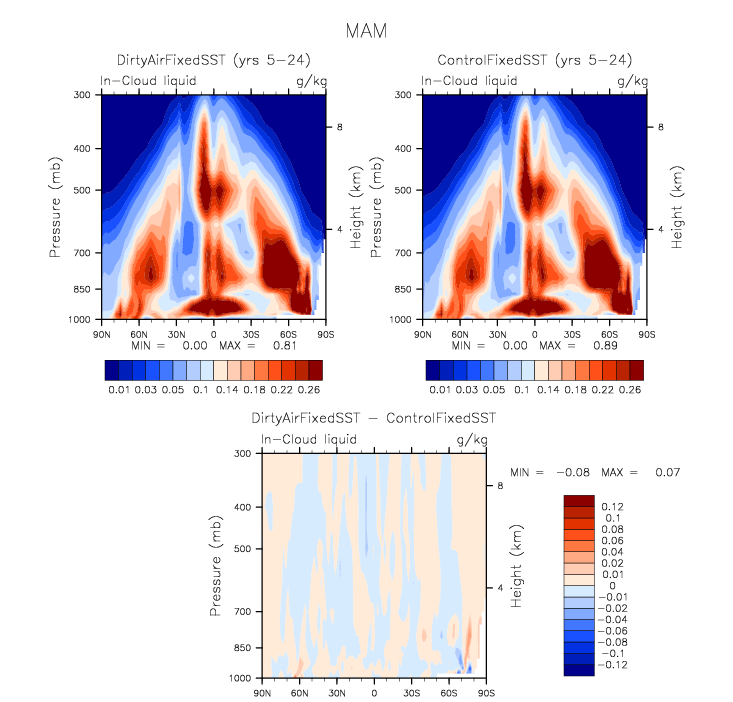 MAM
DirtyAirFixedSST (yrs 5-24)
In-Cloud liquid g/kg
Pressure (mb)
300
400
500
700
850
1000
8
4
Height (km)
90N 60N 30N 0 30S 60S 90S
MIN = 0.00 MAX = 0.81
0.01 0.03 0.05 0.1 0.14 0.18 0.22 0.26
ControlFixedSST (yrs 5-24)
In-Cloud liquid g/kg
Pressure (mb)
300
400
500
700
850
1000
8
4
Height (km)
90N 60N 30N 0 30S 60S 90S
MIN = 0.00 MAX = 0.89
0.01 0.03 0.05 0.1 0.14 0.18 0.22 0.26
DirtyAirFixedSST - ControlFixedSST
In-Cloud liquid g/kg
Pressure (mb)
300
400
500
700
850
1000
8
4
Height (km)
90N 60N 30N 0 30S 60S 90S
MIN = -0.08 MAX = 0.07
0.12
0.1
0.08
0.06
0.04
0.02
0.01
0
-0.01
-0.02
-0.04
-0.06
-0.08
-0.1
-0.12